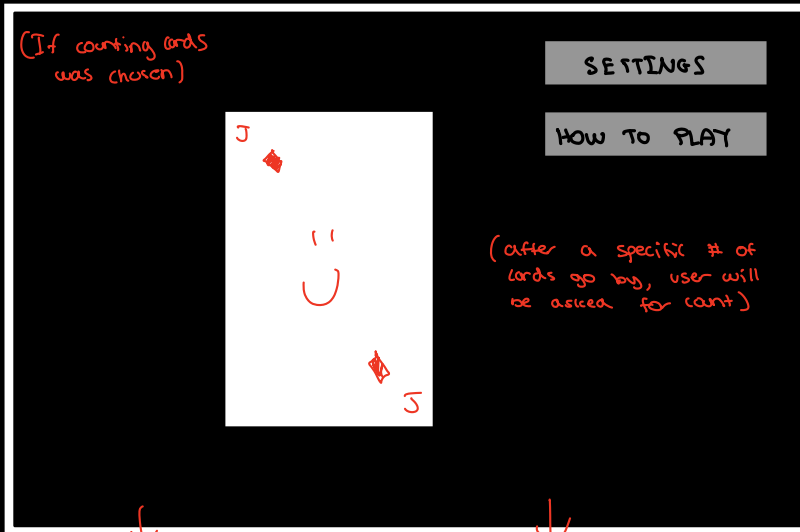 (If counting cards
was chosen)
SETTINGS
HOW TO PLAY
J
(after a specific # of
cards go by, user will
be asked for count)
J